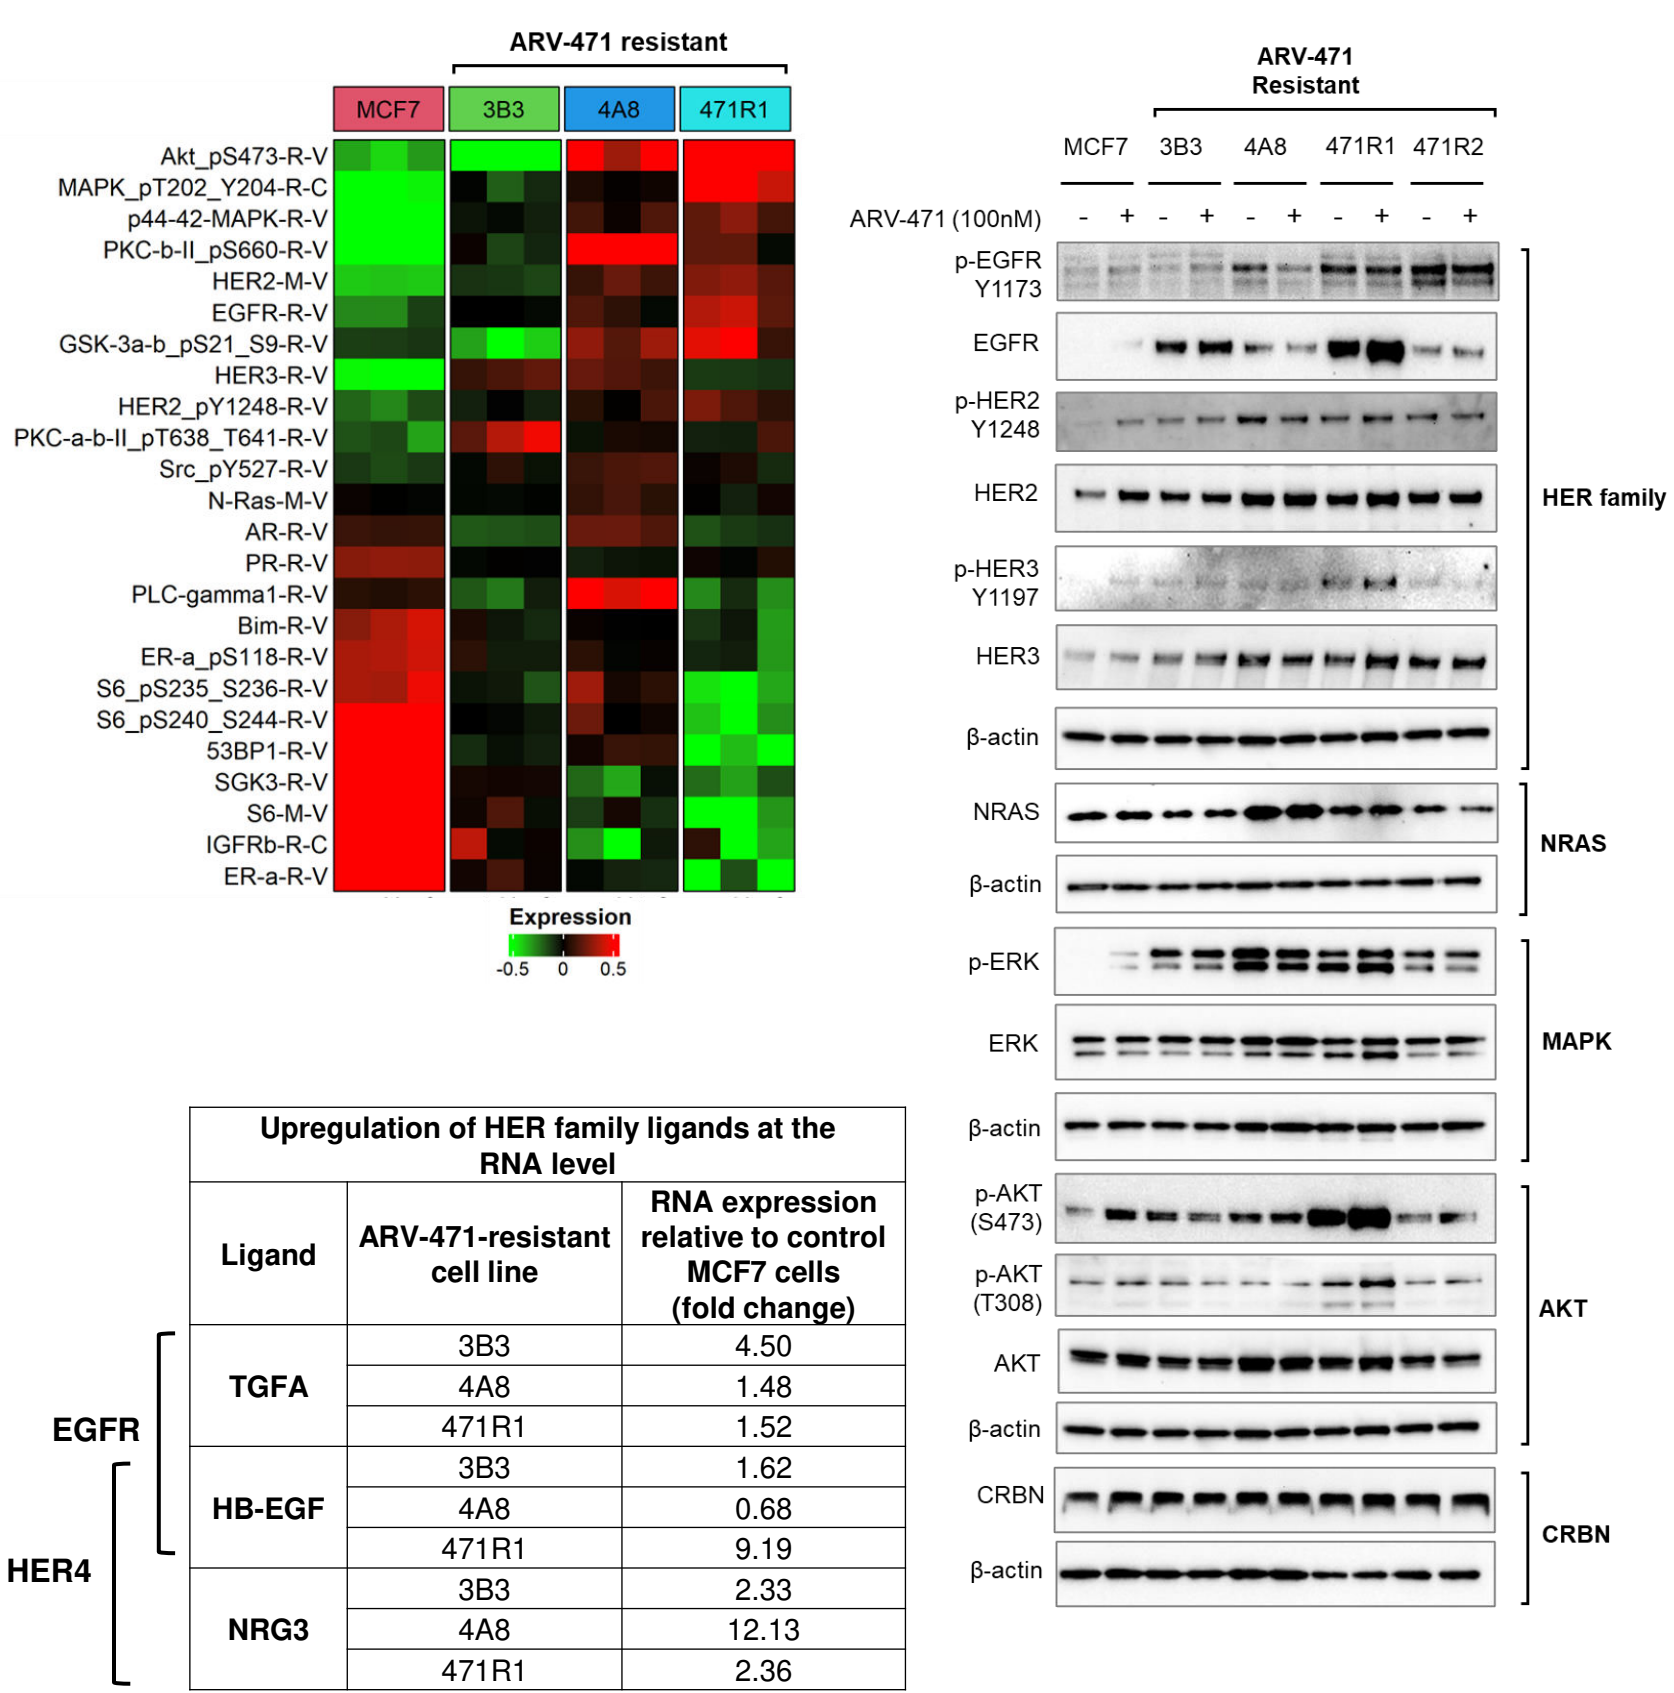 ARV-471 resistant
MCF7 3B3 4A8 471R1
Akt_pS473-R-V
MAPK_pT202_Y204-R-C
p44-42-MAPK-R-V
PKC-b-II_pS660-R-V
HER2-M-V
EGFR-R-V
GSK-3a-b_pS21_S9-R-V
HER3-R-V
HER2_pY1248-R-V
PKC-a-b-II_pT638_T641-R-V
Src_pY527-R-V
N-Ras-M-V
AR-R-V
PR-R-V
PLC-gamma1-R-V
Bim-R-V
ER-a_pS118-R-V
S6_pS235_S236-R-V
S6_pS240_S244-R-V
53BP1-R-V
SGK3-R-V
S6-M-V
IGFRb-R-C
ER-a-R-V
Expression
-0.5 0 0.5
Upregulation of HER family ligands at the
RNA level
Ligand
ARV-471-resistant
cell line
RNA expression
relative to control
MCF7 cells
(fold change)
EGFR
HER4
TGFA
3B3 4.50
4A8 1.48
471R1 1.52
HB-EGF
3B3 1.62
4A8 0.68
471R1 9.19
NRG3
3B3 2.33
4A8 12.13
471R1 2.36
ARV-471
Resistant
MCF7 3B3 4A8 471R1 471R2
ARV-471 (100nM) - + - + - + - + - +
p-EGFR
Y1173
EGFR
p-HER2
Y1248
HER2
p-HER3
Y1197
HER3
β-actin
HER family
NRAS
β-actin
NRAS
p-ERK
ERK
β-actin
MAPK
p-AKT
(S473)
p-AKT
(T308)
AKT
β-actin
AKT
CRBN
β-actin
CRBN